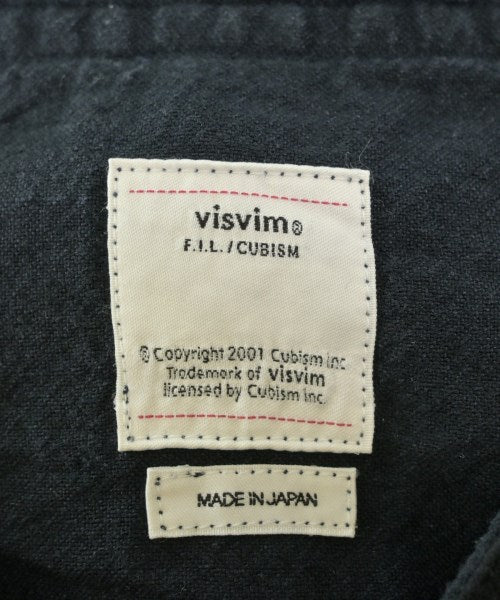 visvim®
F.I.L. / CUBISM
© Copyright 2001 Cubism Inc
Trademark of visvim
licensed by Cubism Inc.
MADE IN JAPAN